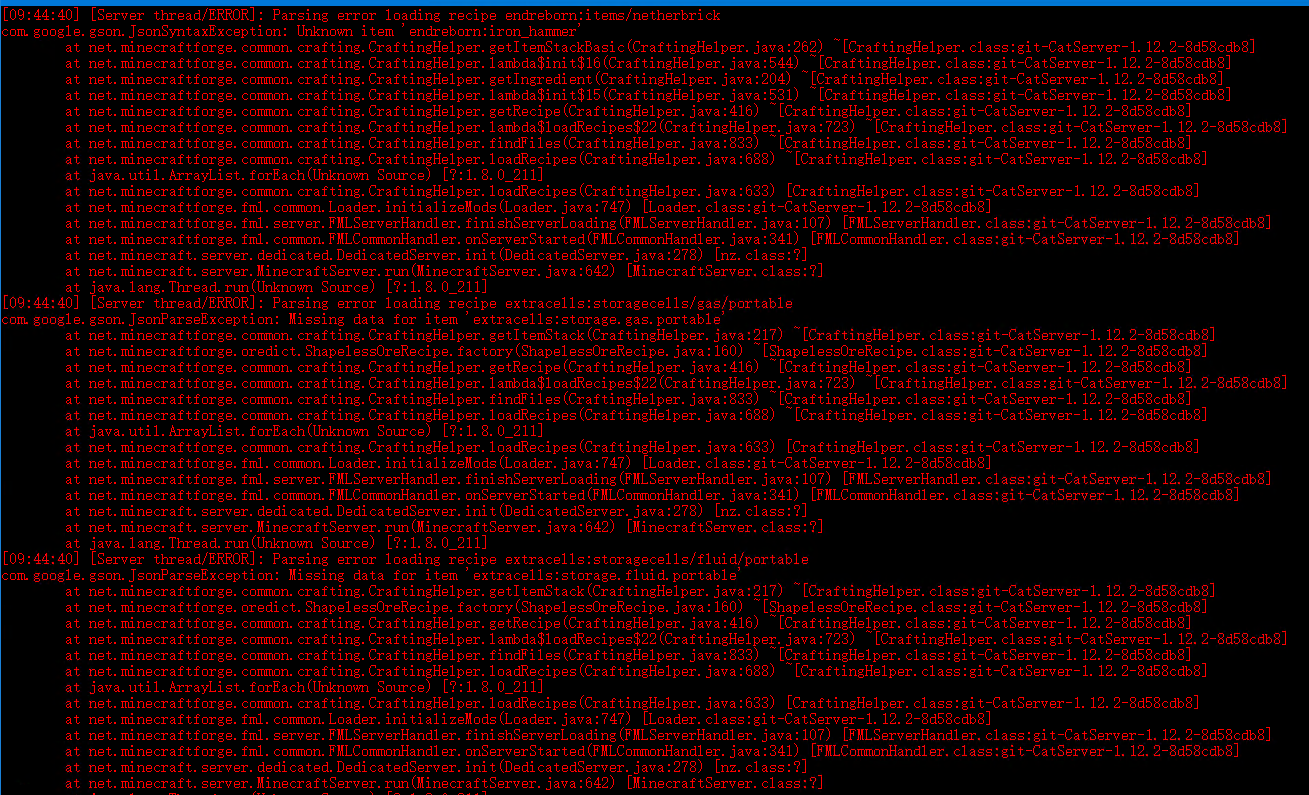 [09:44:40] [Server thread/ERROR]: Parsing error loading recipe endreborn:items/netherbrick
com.google.gson.JsonSyntaxException: Unknown item 'endreborn:iron_hammer'
at net.minecraftforge.common.crafting.CraftingHelper.getItemStackBasic(CraftingHelper.java:262) ~[CraftingHelper.class:git-CatServer-1.12.2-8d58cdb8]
at net.minecraftforge.common.crafting.CraftingHelper.lambda$init$16(CraftingHelper.java:544) ~[CraftingHelper.class:git-CatServer-1.12.2-8d58cdb8]
at net.minecraftforge.common.crafting.CraftingHelper.getIngredient(CraftingHelper.java:204) ~[CraftingHelper.class:git-CatServer-1.12.2-8d58cdb8]
at net.minecraftforge.common.crafting.CraftingHelper.lambda$init$15(CraftingHelper.java:531) ~[CraftingHelper.class:git-CatServer-1.12.2-8d58cdb8]
at net.minecraftforge.common.crafting.CraftingHelper.getRecipe(CraftingHelper.java:416) ~[CraftingHelper.class:git-CatServer-1.12.2-8d58cdb8]
at net.minecraftforge.common.crafting.CraftingHelper.lambda$loadRecipes$22(CraftingHelper.java:723) ~[CraftingHelper.class:git-CatServer-1.12.2-8d58cdb8]
at net.minecraftforge.common.crafting.CraftingHelper.findFiles(CraftingHelper.java:833) ~[CraftingHelper.class:git-CatServer-1.12.2-8d58cdb8]
at net.minecraftforge.common.crafting.CraftingHelper.loadRecipes(CraftingHelper.java:688) ~[CraftingHelper.class:git-CatServer-1.12.2-8d58cdb8]
at java.util.ArrayList.forEach(Unknown Source) [?:1.8.0_211]
at net.minecraftforge.common.crafting.CraftingHelper.loadRecipes(CraftingHelper.java:633) [CraftingHelper.class:git-CatServer-1.12.2-8d58cdb8]
at net.minecraftforge.fml.common.Loader.initializeMods(Loader.java:747) [Loader.class:git-CatServer-1.12.2-8d58cdb8]
at net.minecraftforge.fml.server.FMLServerHandler.finishServerLoading(FMLServerHandler.java:107) [FMLServerHandler.class:git-CatServer-1.12.2-8d58cdb8]
at net.minecraftforge.fml.common.FMLCommonHandler.onServerStarted(FMLCommonHandler.java:341) [FMLCommonHandler.class:git-CatServer-1.12.2-8d58cdb8]
at net.minecraft.server.dedicated.DedicatedServer.init(DedicatedServer.java:278) [nz.class:?]
at net.minecraft.server.MinecraftServer.run(MinecraftServer.java:642) [MinecraftServer.class:?]
at java.lang.Thread.run(Unknown Source) [?:1.8.0_211]
[09:44:40] [Server thread/ERROR]: Parsing error loading recipe extracells:storagecells/gas/portable
com.google.gson.JsonParseException: Missing data for item 'extracells:storage.gas.portable'
at net.minecraftforge.common.crafting.CraftingHelper.getItemStack(CraftingHelper.java:217) ~[CraftingHelper.class:git-CatServer-1.12.2-8d58cdb8]
at net.minecraftforge.oredict.ShapelessOreRecipe.factory(ShapelessOreRecipe.java:160) ~[ShapelessOreRecipe.class:git-CatServer-1.12.2-8d58cdb8]
at net.minecraftforge.common.crafting.CraftingHelper.getRecipe(CraftingHelper.java:416) ~[CraftingHelper.class:git-CatServer-1.12.2-8d58cdb8]
at net.minecraftforge.common.crafting.CraftingHelper.lambda$loadRecipes$22(CraftingHelper.java:723) ~[CraftingHelper.class:git-CatServer-1.12.2-8d58cdb8]
at net.minecraftforge.common.crafting.CraftingHelper.findFiles(CraftingHelper.java:833) ~[CraftingHelper.class:git-CatServer-1.12.2-8d58cdb8]
at net.minecraftforge.common.crafting.CraftingHelper.loadRecipes(CraftingHelper.java:688) ~[CraftingHelper.class:git-CatServer-1.12.2-8d58cdb8]
at java.util.ArrayList.forEach(Unknown Source) [?:1.8.0_211]
at net.minecraftforge.common.crafting.CraftingHelper.loadRecipes(CraftingHelper.java:633) [CraftingHelper.class:git-CatServer-1.12.2-8d58cdb8]
at net.minecraftforge.fml.common.Loader.initializeMods(Loader.java:747) [Loader.class:git-CatServer-1.12.2-8d58cdb8]
at net.minecraftforge.fml.server.FMLServerHandler.finishServerLoading(FMLServerHandler.java:107) [FMLServerHandler.class:git-CatServer-1.12.2-8d58cdb8]
at net.minecraftforge.fml.common.FMLCommonHandler.onServerStarted(FMLCommonHandler.java:341) [FMLCommonHandler.class:git-CatServer-1.12.2-8d58cdb8]
at net.minecraft.server.dedicated.DedicatedServer.init(DedicatedServer.java:278) [nz.class:?]
at net.minecraft.server.MinecraftServer.run(MinecraftServer.java:642) [MinecraftServer.class:?]
at java.lang.Thread.run(Unknown Source) [?:1.8.0_211]
[09:44:40] [Server thread/ERROR]: Parsing error loading recipe extracells:storagecells/fluid/portable
com.google.gson.JsonParseException: Missing data for item 'extracells:storage.fluid.portable'
at net.minecraftforge.common.crafting.CraftingHelper.getItemStack(CraftingHelper.java:217) ~[CraftingHelper.class:git-CatServer-1.12.2-8d58cdb8]
at net.minecraftforge.oredict.ShapelessOreRecipe.factory(ShapelessOreRecipe.java:160) ~[ShapelessOreRecipe.class:git-CatServer-1.12.2-8d58cdb8]
at net.minecraftforge.common.crafting.CraftingHelper.getRecipe(CraftingHelper.java:416) ~[CraftingHelper.class:git-CatServer-1.12.2-8d58cdb8]
at net.minecraftforge.common.crafting.CraftingHelper.lambda$loadRecipes$22(CraftingHelper.java:723) ~[CraftingHelper.class:git-CatServer-1.12.2-8d58cdb8]
at net.minecraftforge.common.crafting.CraftingHelper.findFiles(CraftingHelper.java:833) ~[CraftingHelper.class:git-CatServer-1.12.2-8d58cdb8]
at net.minecraftforge.common.crafting.CraftingHelper.loadRecipes(CraftingHelper.java:688) ~[CraftingHelper.class:git-CatServer-1.12.2-8d58cdb8]
at java.util.ArrayList.forEach(Unknown Source) [?:1.8.0_211]
at net.minecraftforge.common.crafting.CraftingHelper.loadRecipes(CraftingHelper.java:633) [CraftingHelper.class:git-CatServer-1.12.2-8d58cdb8]
at net.minecraftforge.fml.common.Loader.initializeMods(Loader.java:747) [Loader.class:git-CatServer-1.12.2-8d58cdb8]
at net.minecraftforge.fml.server.FMLServerHandler.finishServerLoading(FMLServerHandler.java:107) [FMLServerHandler.class:git-CatServer-1.12.2-8d58cdb8]
at net.minecraftforge.fml.common.FMLCommonHandler.onServerStarted(FMLCommonHandler.java:341) [FMLCommonHandler.class:git-CatServer-1.12.2-8d58cdb8]
at net.minecraft.server.dedicated.DedicatedServer.init(DedicatedServer.java:278) [nz.class:?]
at net.minecraft.server.MinecraftServer.run(MinecraftServer.java:642) [MinecraftServer.class:?]